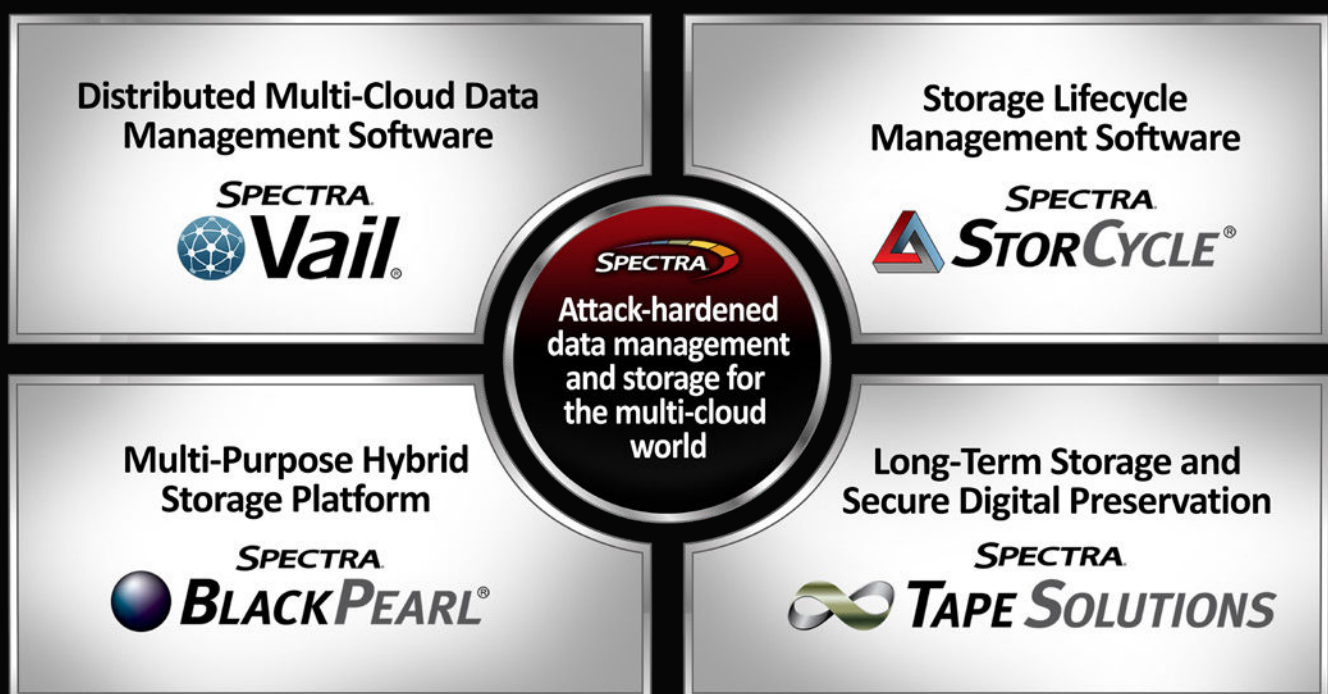 Distributed Multi-Cloud Data
Management Software
SPECTRA
Vail®
Storage Lifecycle
Management Software
SPECTRA
STORCYCLE®
SPECTRA
Attack-hardened
data management
and storage for
the multi-cloud
world
Multi-Purpose Hybrid
Storage Platform
SPECTRA
BLACKPEARL®
Long-Term Storage and
Secure Digital Preservation
SPECTRA
TAPE SOLUTIONS